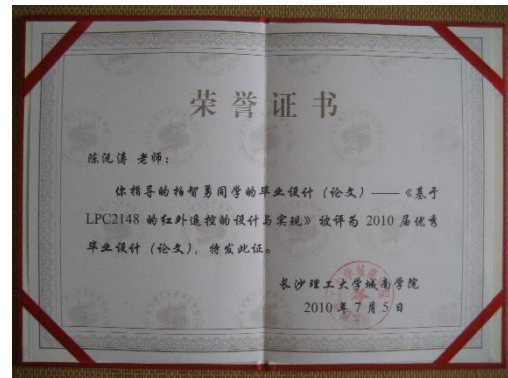 荣誉证书
陈沅涛 老师：
你指导的柏智勇同学的毕业设计（论文）——《基于
LPC2148 的红外遥控的设计与实现》被评为 2010 届优秀
毕业设计（论文），特发此证。
长沙理工大学城南学院
2010 年 7 月 5 日